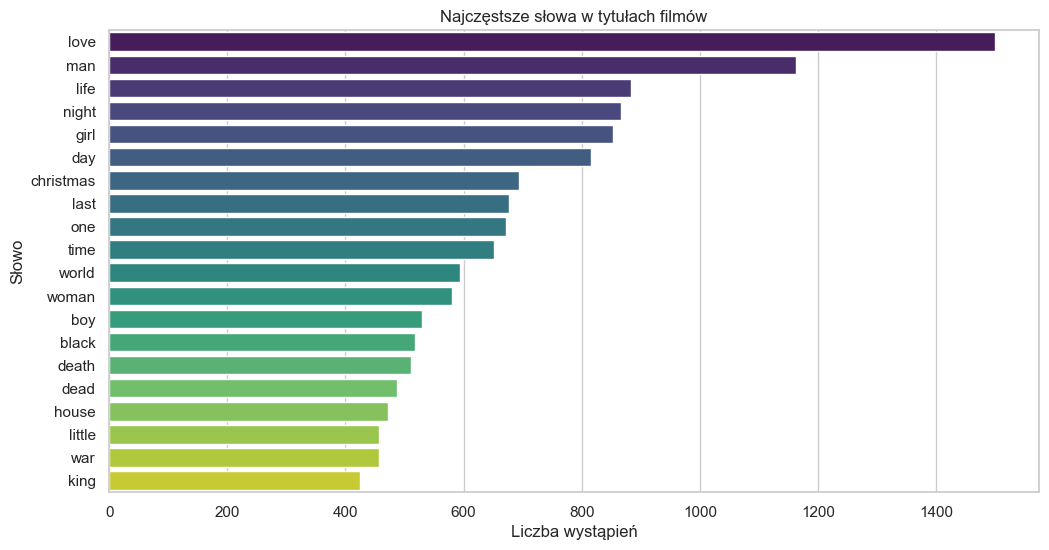 Najczęstsze słowa w tytułach filmów
Słowo
love
man
life
night
girl
day
christmas
last
one
time
world
woman
boy
black
death
dead
house
little
war
king
0 200 400 600 800 1000 1200 1400
Liczba wystąpień